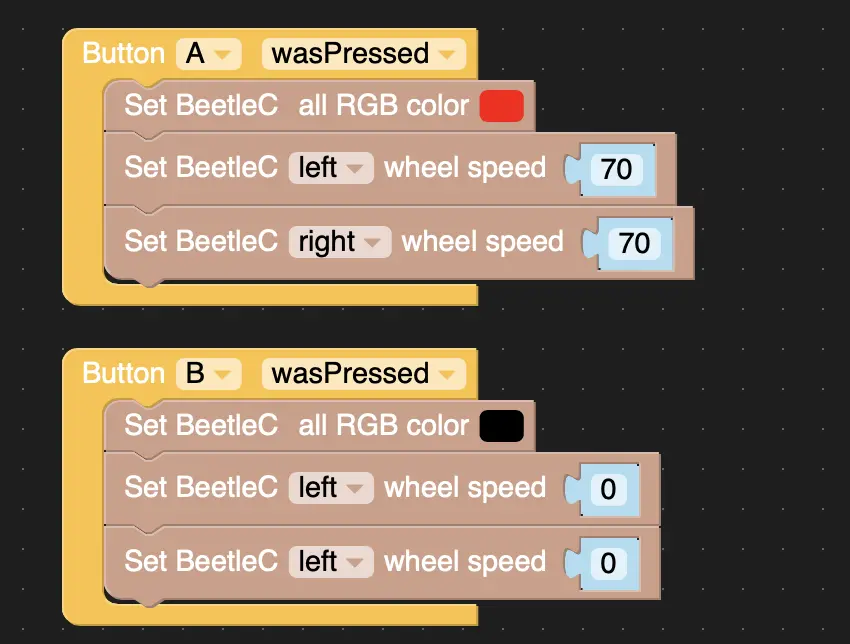 Button A wasPressed
Set BeetleC all RGB color
Set BeetleC left wheel speed 70
Set BeetleC right wheel speed 70
Button B wasPressed
Set BeetleC all RGB color
Set BeetleC left wheel speed 0
Set BeetleC left wheel speed 0